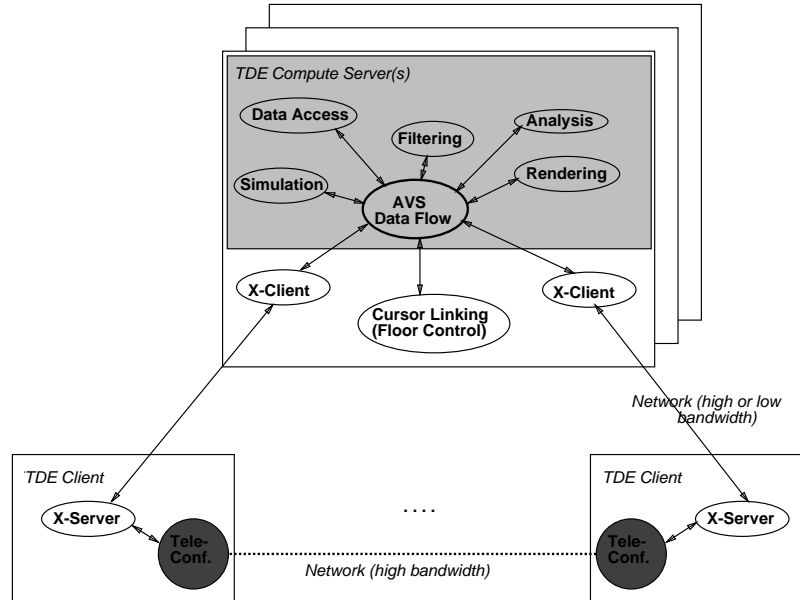 TDE Compute Server(s)
Data Access
Filtering
Analysis
Simulation
AVS
Data Flow
Rendering
X-Client
Cursor Linking
(Floor Control)
X-Client
Network (high or low
bandwidth)
TDE Client
X-Server
Tele-
Conf.
....
Network (high bandwidth)
TDE Client
X-Server
Tele-
Conf.